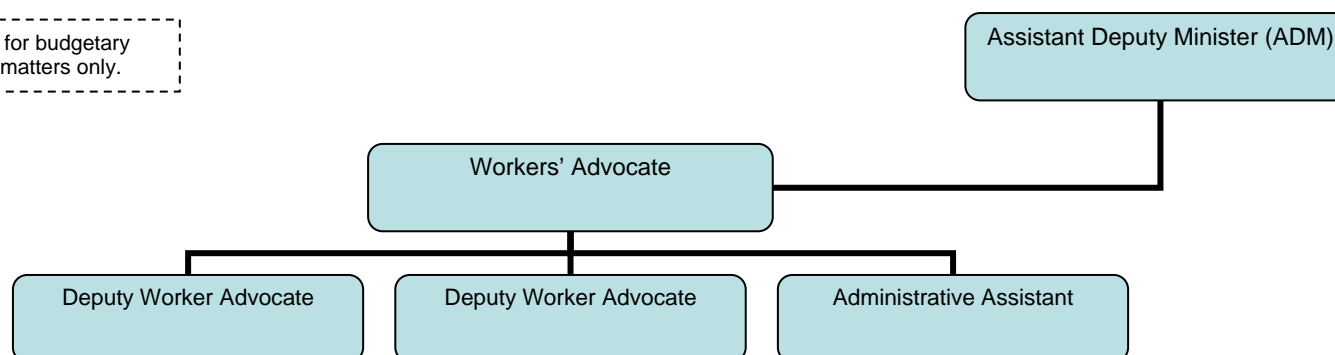 for budgetary
matters only.
Assistant Deputy Minister (ADM)
Workers’ Advocate
Deputy Worker Advocate
Deputy Worker Advocate
Administrative Assistant